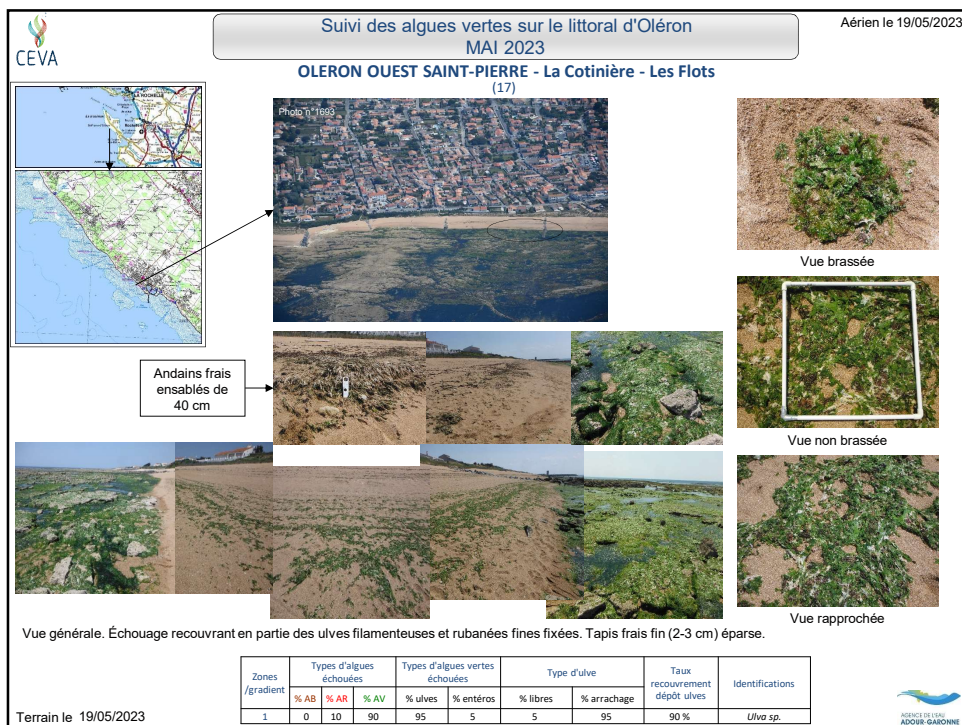 CEVA
Suivi des algues vertes sur le littoral d'Oléron
MAI 2023
Aérien le 19/05/2023
OLERON OUEST SAINT-PIERRE - La Cotinière - Les Flots
(17)
LA ROCHELLE
Photo n°1693
Vue brassée
Andains frais
ensablés de
40 cm
Vue non brassée
Vue rapprochée
Vue générale. Échouage recouvrant en partie des ulves filamenteuses et rubanées fines fixées. Tapis frais fin (2-3 cm) éparse.
Zones /gradient Types d'algues échouées Types d'algues vertes échouées Type d'ulve Taux recouvrement dépôt ulves Identifications
% AB % AR % AV % ulves % entéros % libres % arrachage
1 0 10 90 95 5 5 95 90 % Ulva sp.
Terrain le 19/05/2023
AGENCE DE L'EAU
ADOUR-GARONNE